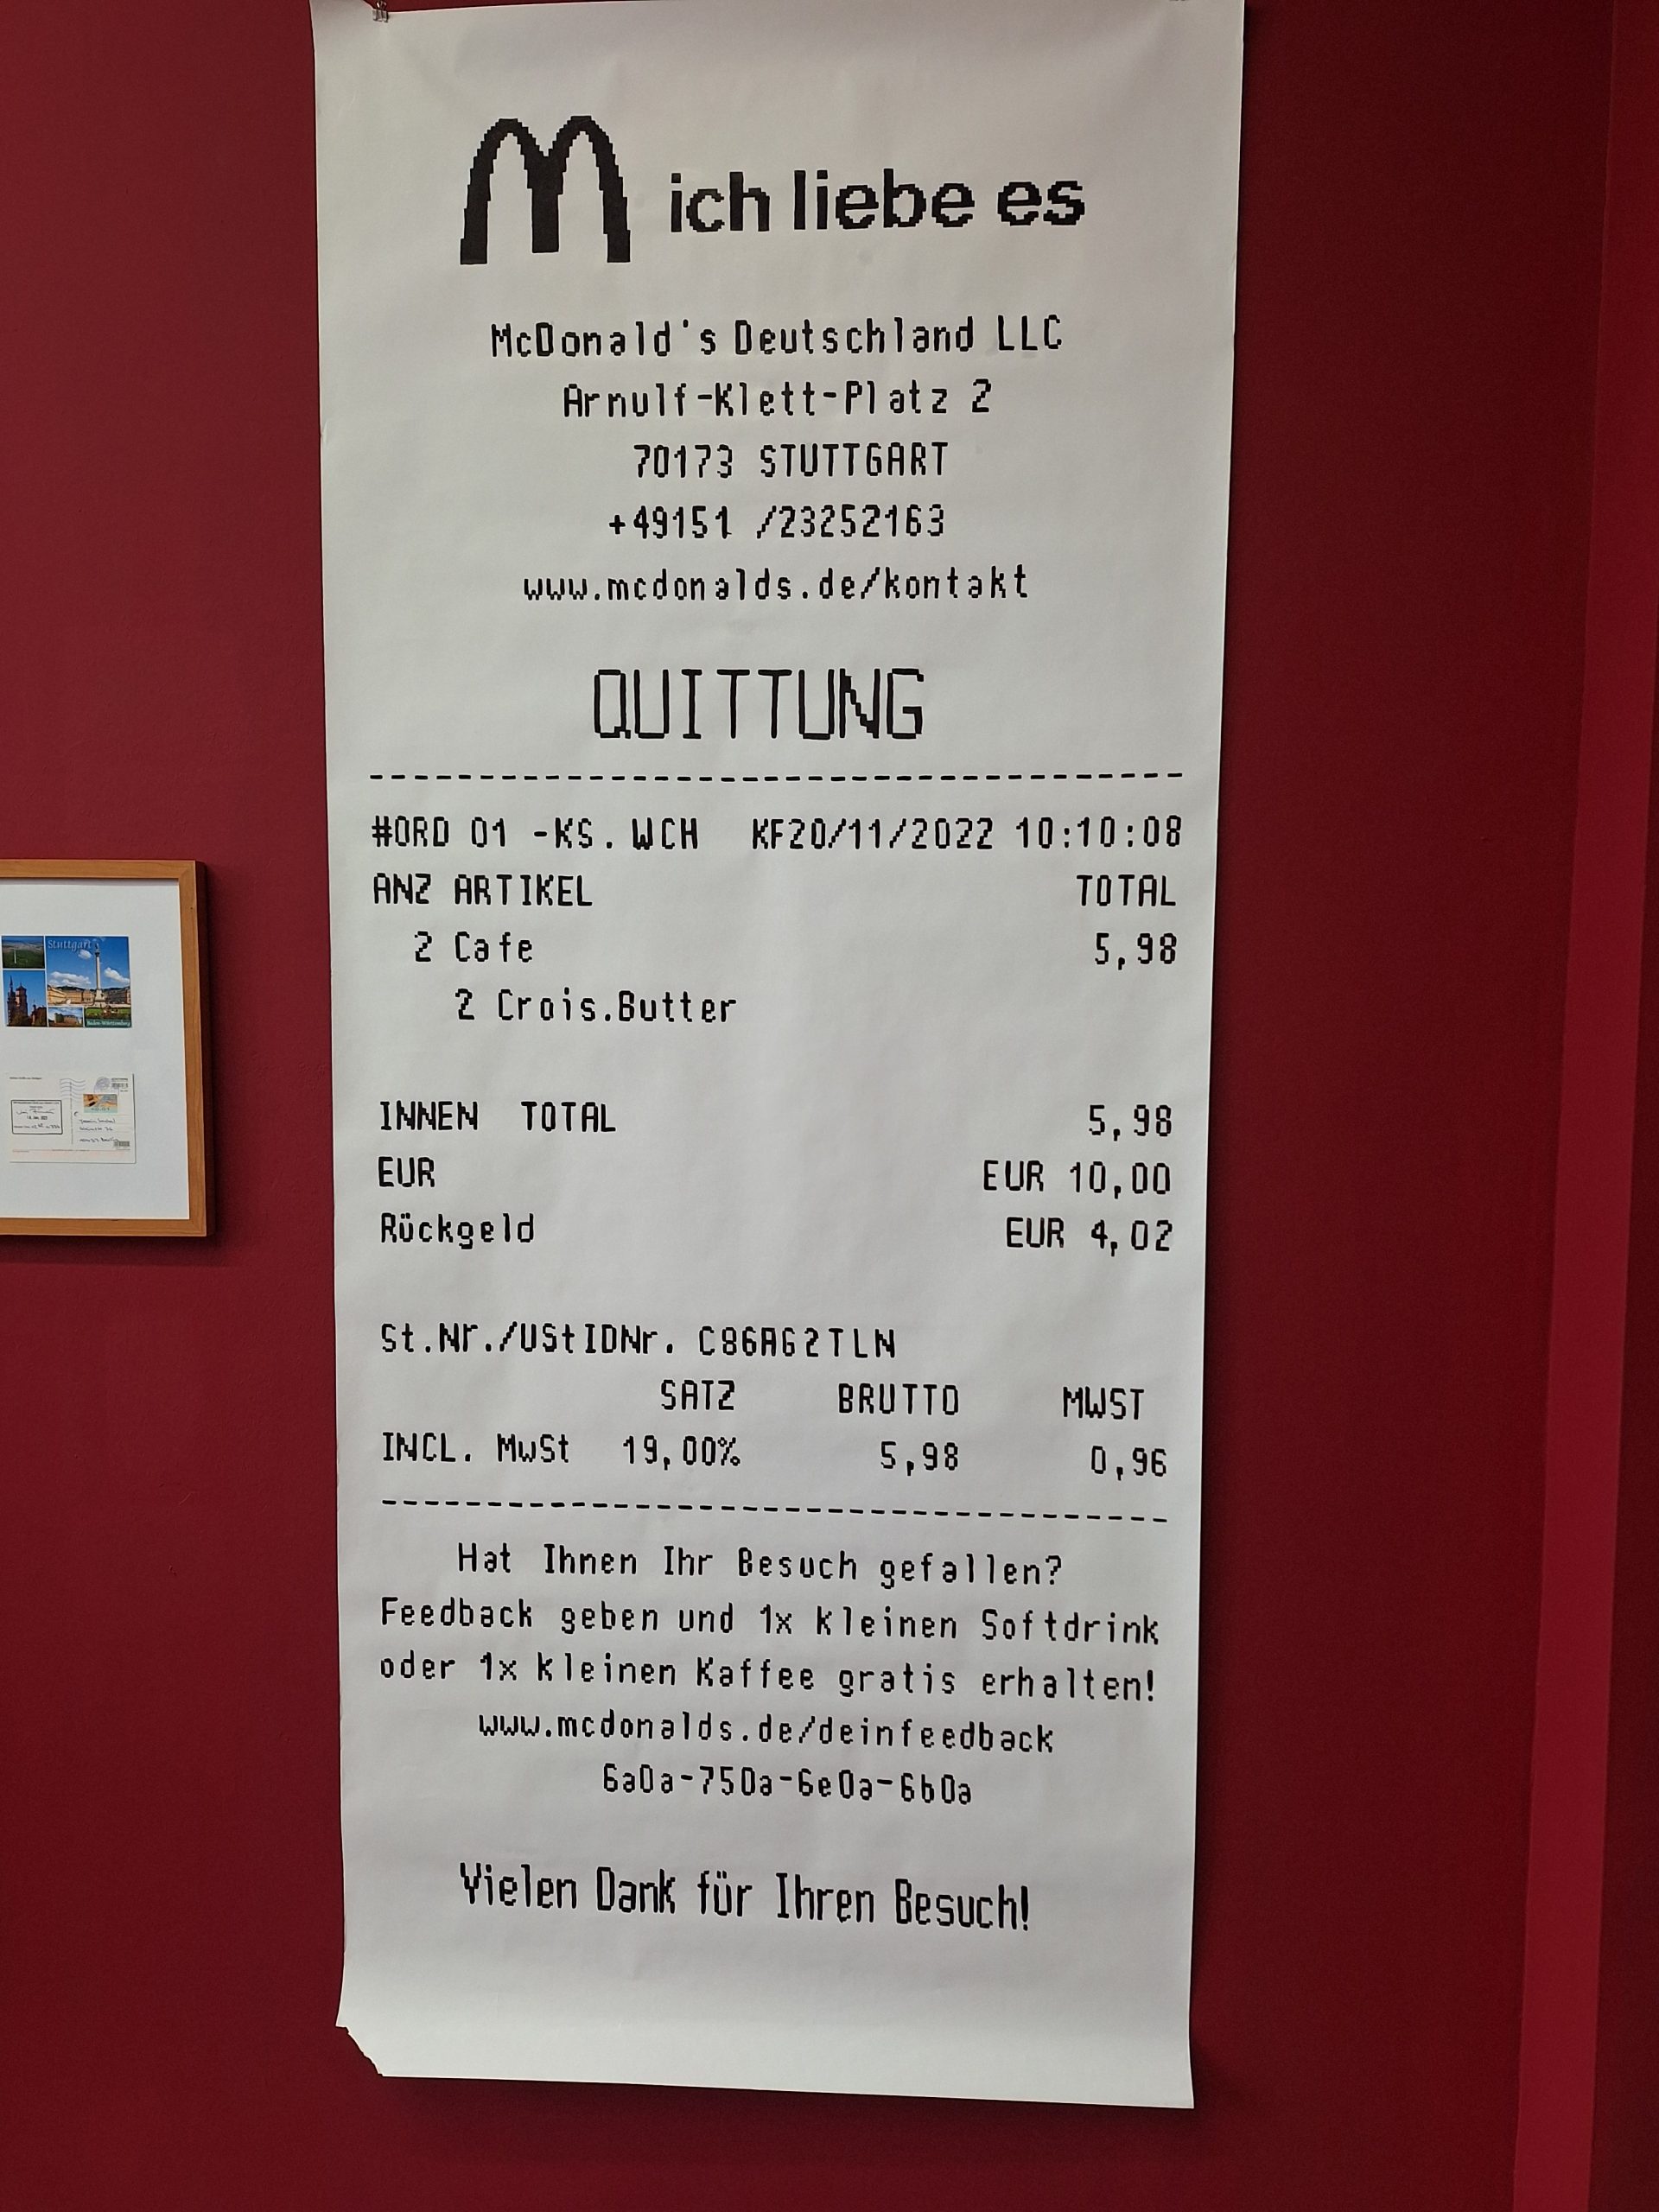 ich liebe es
McDonald's Deutschland LLC
Arnulf-Klett-Platz 2
70173 STUTTGART
+49151 /23252163
www.mcdonalds.de/kontakt
QUITTUNG
#ORD 01 -KS. WCH KF20/11/2022 10:10:08
ANZ ARTIKEL TOTAL
2 Cafe 5,98
2 Crois.Butter
INNEN TOTAL 5,98
EUR EUR 10,00
Rückgeld EUR 4,02
St.Nr./UStIDNr. C86A62TLN
SATZ BRUTTO MWST
INCL. MwSt 19,00% 5,98 0,96
Hat Ihnen Ihr Besuch gefallen?
Feedback geben und 1x kleinen Softdrink
oder 1x kleinen Kaffee gratis erhalten!
www.mcdonalds.de/deinfeedback
6a0a-750a-6e0a-6b0a
Vielen Dank für Ihren Besuch!
Stuttgart
Baden-Württemberg